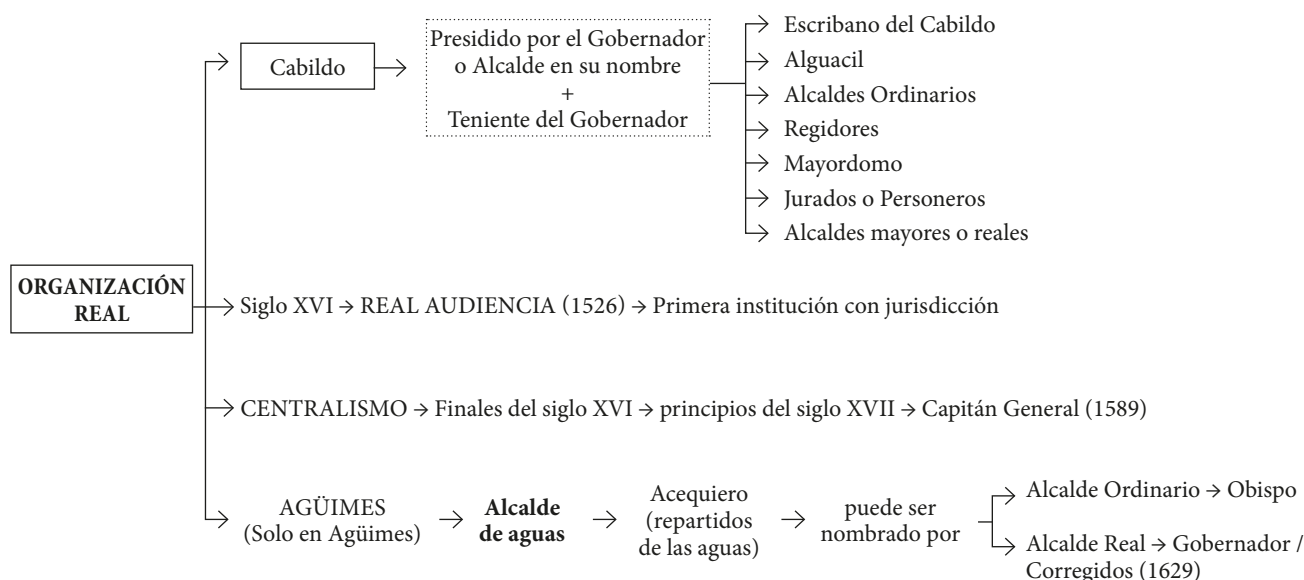 ORGANIZACIÓN
REAL
Cabildo
Presidido por el Gobernador
o Alcalde en su nombre
+
Teniente del Gobernador
Escribano del Cabildo
Alguacil
Alcaldes Ordinarios
Regidores
Mayordomo
Jurados o Personeros
Alcaldes mayores o reales
Siglo XVI → REAL AUDIENCIA (1526) → Primera institución con jurisdicción
CENTRALISMO → Finales del siglo XVI → principios del siglo XVII → Capitán General (1589)
AGÜIMES
(Solo en Agüimes)
Alcalde
de aguas
Acequiero
(repartidos
de las aguas)
puede ser
nombrado por
Alcalde Ordinario → Obispo
Alcalde Real → Gobernador /
Corregidos (1629)